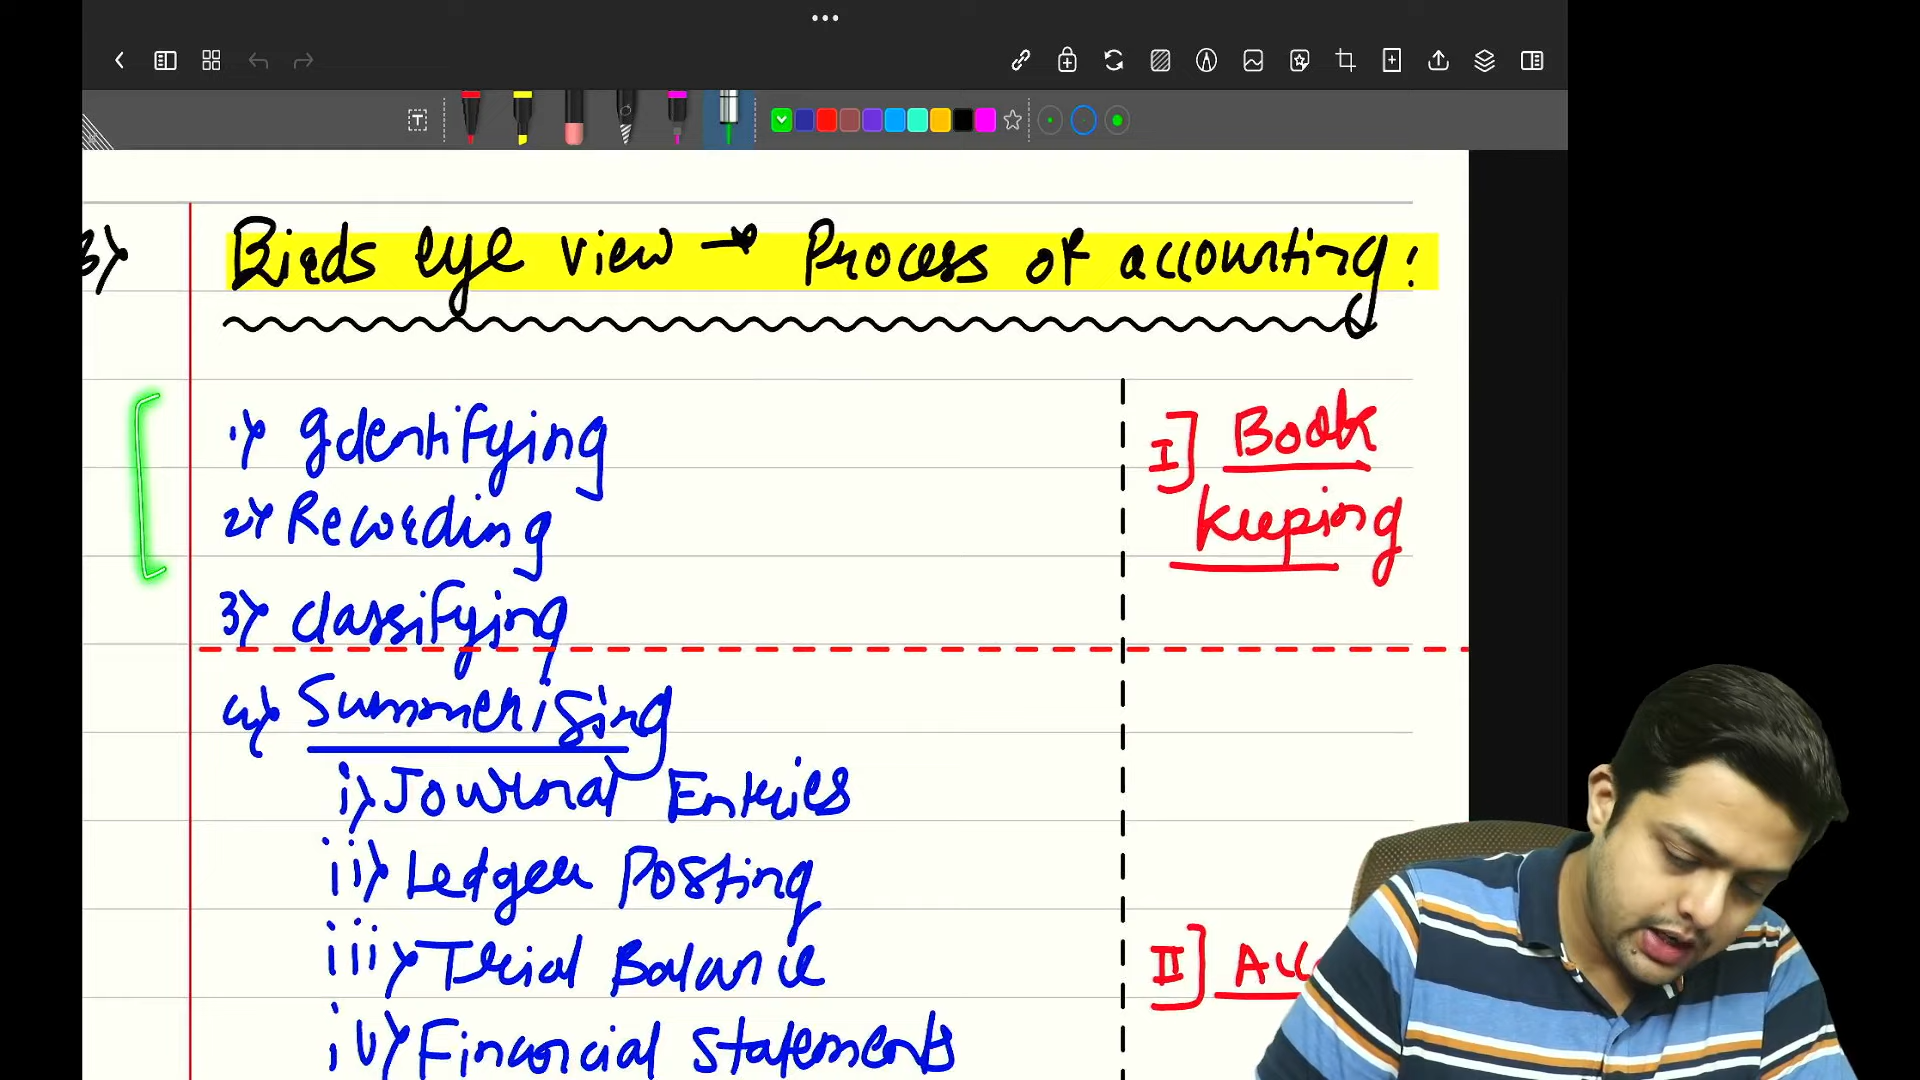 3) Birds eye view → Process of accounting:
1) Identifying
2) Recording
3) classifying
I] Book
keeping
4) Summerising
i) Journal Entries
ii) Ledger Posting
iii) Trial Balance
II]
iv) Financial statements